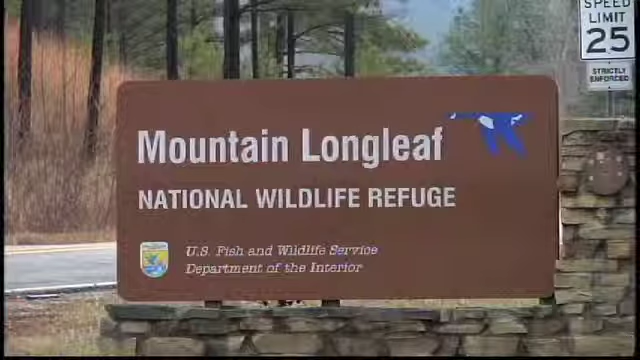 SPEED
LIMIT
25
STRICTLY
ENFORCED
Mountain Longleaf
NATIONAL WILDLIFE REFUGE
U.S. Fish and Wildlife Service
Department of the Interior